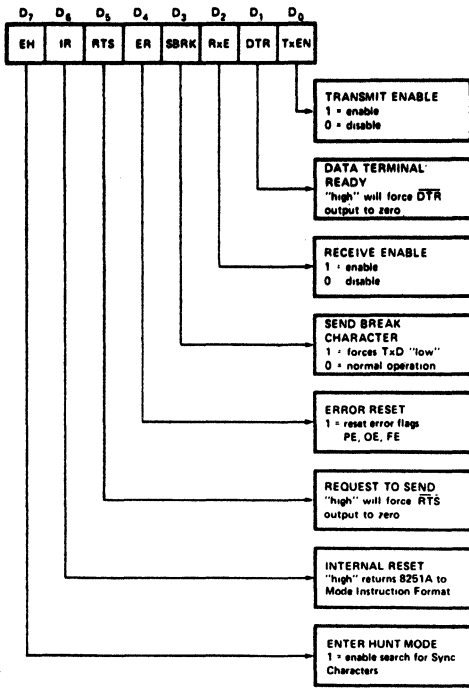 D7 D6 D5 D4 D3 D2 D1 D0
EH IR RTS ER SBRK RxE DTR TxEN
TRANSMIT ENABLE
1 = enable
0 = disable
DATA TERMINAL
READY
"high" will force D̅T̅R̅
output to zero
RECEIVE ENABLE
1 = enable
0 disable
SEND BREAK
CHARACTER
1 = forces TxD "low"
0 = normal operation
ERROR RESET
1 = reset error flags
PE, OE, FE
REQUEST TO SEND
"high" will force R̅T̅S̅
output to zero
INTERNAL RESET
"high" returns 8251A to
Mode Instruction Format
ENTER HUNT MODE
1 = enable search for Sync
Characters